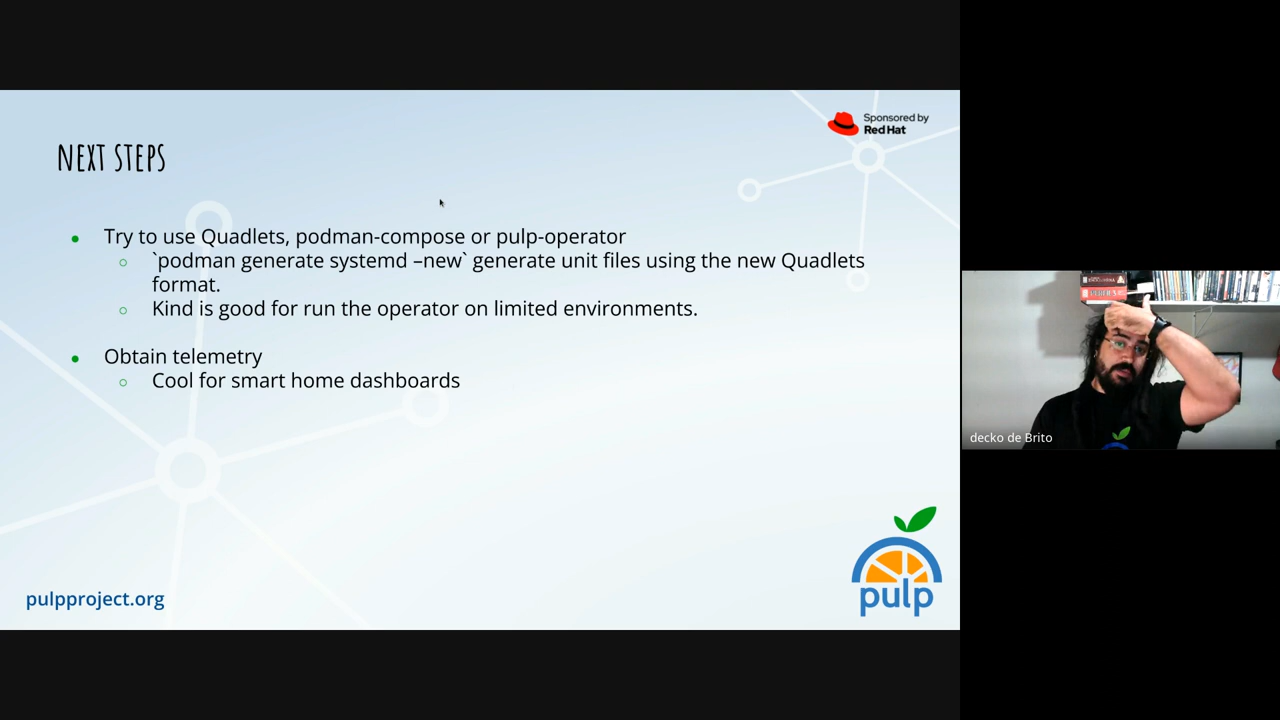 Sponsored by
Red Hat
NEXT STEPS
Try to use Quadlets, podman-compose or pulp-operator
`podman generate systemd –new` generate unit files using the new Quadlets
format.
Kind is good for run the operator on limited environments.
Obtain telemetry
Cool for smart home dashboards
pulpproject.org
pulp
decko de Brito